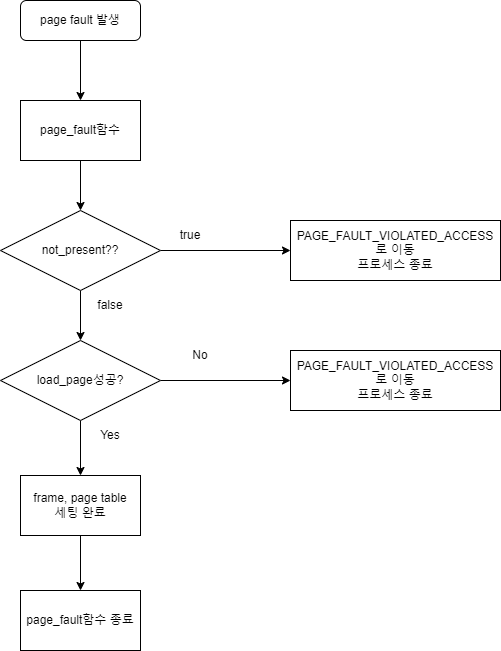 page fault 발생
page_fault함수
not_present??
true
PAGE_FAULT_VIOLATED_ACCESS
로 이동
프로세스 종료
false
load_page성공?
No
PAGE_FAULT_VIOLATED_ACCESS
로 이동
프로세스 종료
Yes
frame, page table
세팅 완료
page_fault함수 종료